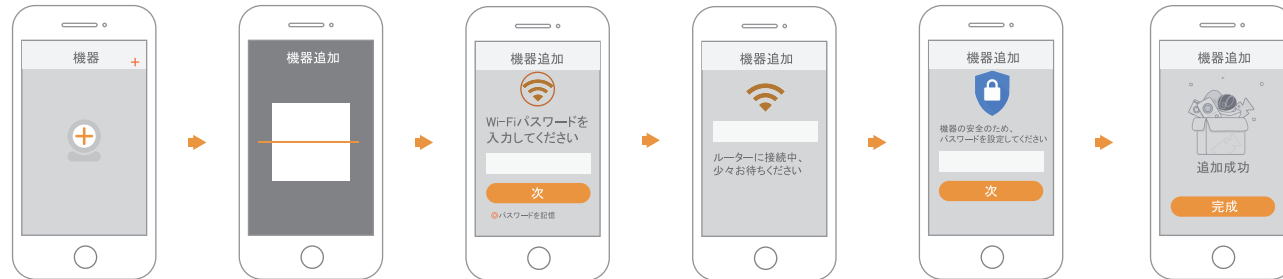 機器
+
機器追加
機器追加
Wi-Fiパスワードを
入力してください
次
◎パスワードを記憶
機器追加
ルーターに接続中、
少々お待ちください
機器追加
機器の安全のため、
パスワードを設定してください
次
機器追加
追加成功
完成